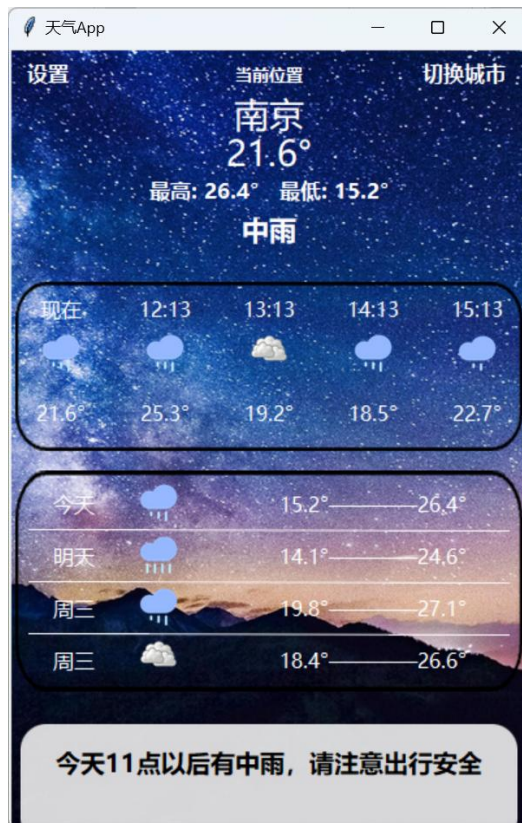 天气App
设置 当前位置 切换城市
南京
21.6°
最高: 26.4° 最低: 15.2°
中雨
现在 12:13 13:13 14:13 15:13
21.6° 25.3° 19.2° 18.5° 22.7°
今天 15.2° 26.4°
明天 14.1° 24.6°
周三 19.8° 27.1°
周三 18.4° 26.6°
今天11点以后有中雨，请注意出行安全